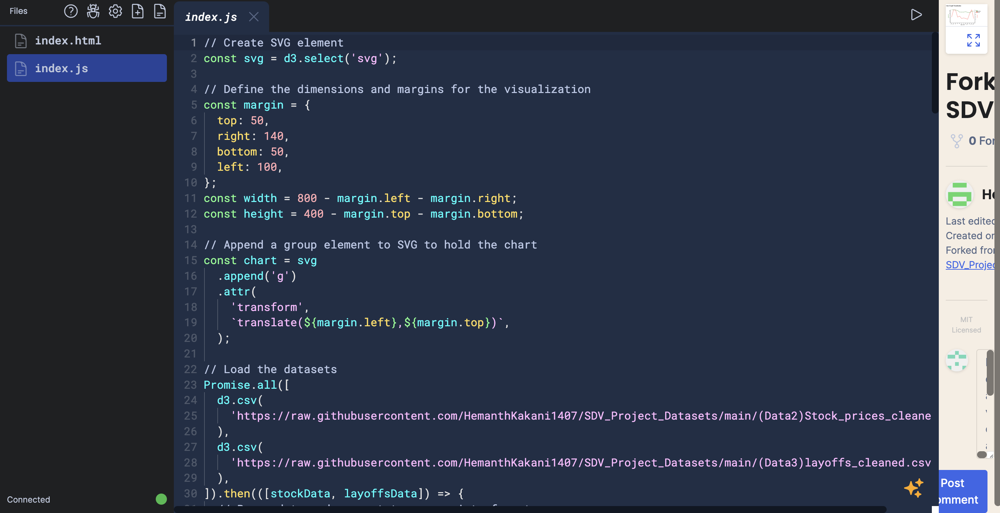 Files
index.html
index.js
Connected
index.js
1 // Create SVG element
2 const svg = d3.select('svg');
3
4 // Define the dimensions and margins for the visualization
5 const margin = {
6 top: 50,
7 right: 140,
8 bottom: 50,
9 left: 100,
10 };
11 const width = 800 - margin.left - margin.right;
12 const height = 400 - margin.top - margin.bottom;
13
14 // Append a group element to SVG to hold the chart
15 const chart = svg
16 .append('g')
17 .attr(
18 'transform',
19 `translate(${margin.left},${margin.top})`,
20 );
21
22 // Load the datasets
23 Promise.all([
24 d3.csv(
25 'https://raw.githubusercontent.com/HemanthKakani1407/SDV_Project_Datasets/main/(Data2)Stock_prices_cleane
26 ),
27 d3.csv(
28 'https://raw.githubusercontent.com/HemanthKakani1407/SDV_Project_Datasets/main/(Data3)layoffs_cleaned.csv
29 ),
30 ]).then(([stockData, layoffsData]) => {
Line Graph Visualization
Fork
SDV
0 For
He
Last edited
Created on
Forked from
SDV_Projec
MIT
Licensed
Post
omment